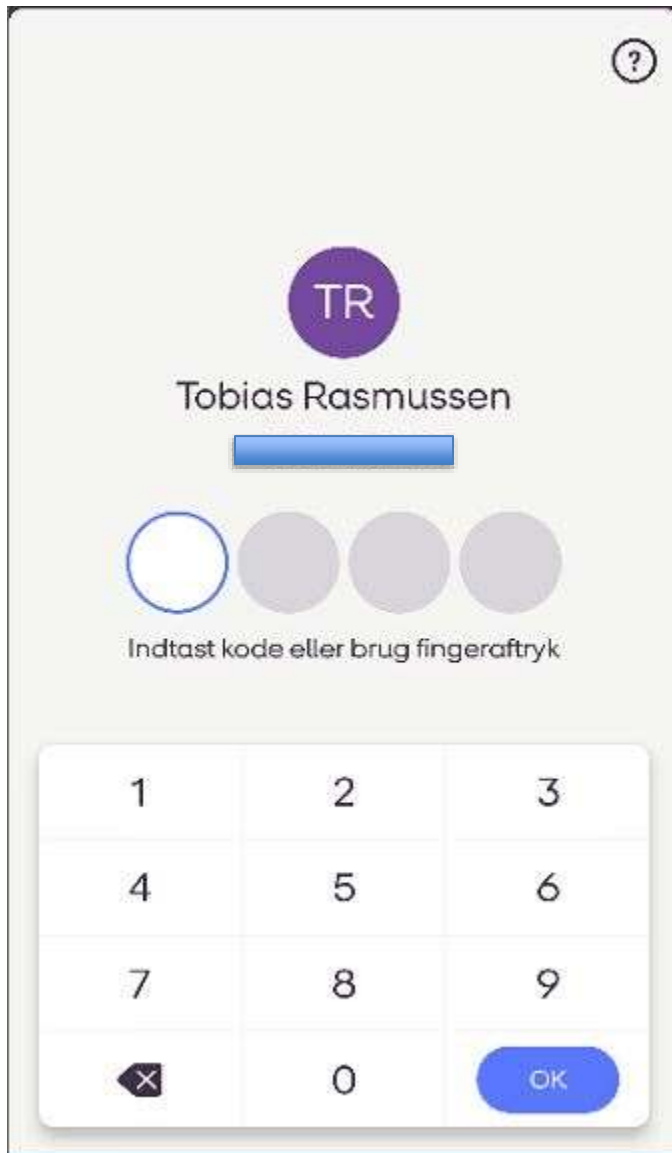 ?
TR
Tobias Rasmussen
Indtast kode eller brug fingeraftryk
1 2 3
4 5 6
7 8 9
0 OK